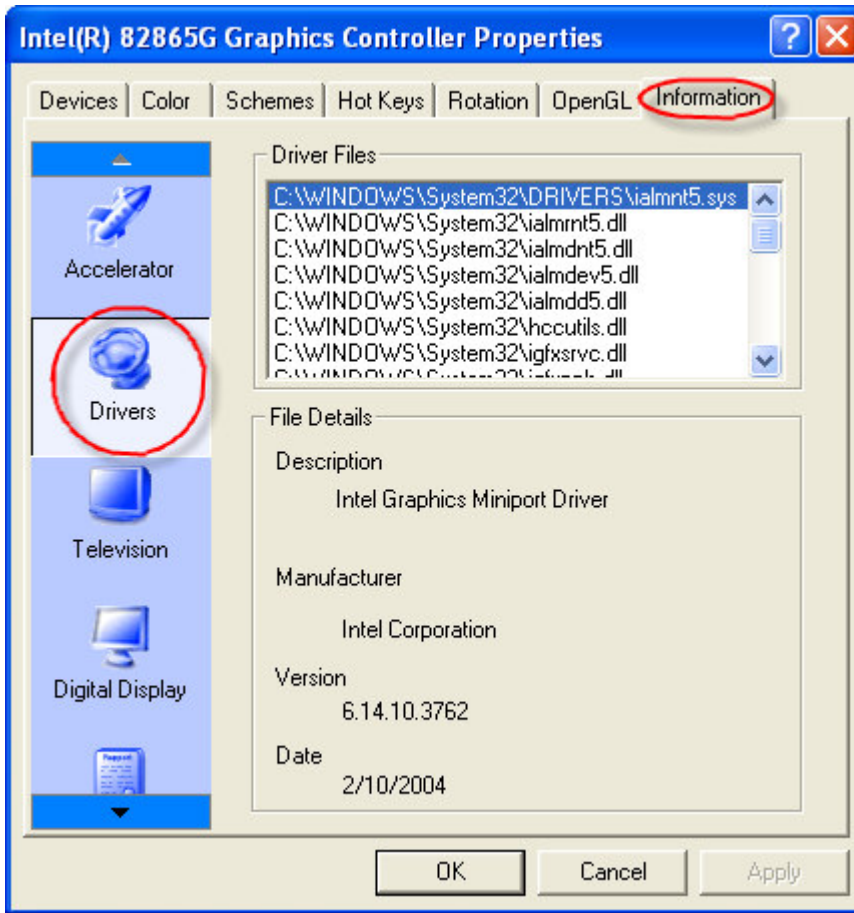 Intel(R) 82865G Graphics Controller Properties
Devices Color Schemes Hot Keys Rotation OpenGL Information
Accelerator
Drivers
Television
Digital Display
Driver Files
C:\WINDOWS\System32\DRIVERS\ialmnt5.sys
C:\WINDOWS\System32\ialmrnt5.dll
C:\WINDOWS\System32\ialmdnt5.dll
C:\WINDOWS\System32\ialmdev5.dll
C:\WINDOWS\System32\ialmdd5.dll
C:\WINDOWS\System32\hccutils.dll
C:\WINDOWS\System32\igfxsrvc.dll
File Details
Description
Intel Graphics Miniport Driver
Manufacturer
Intel Corporation
Version
6.14.10.3762
Date
2/10/2004
OK Cancel Apply